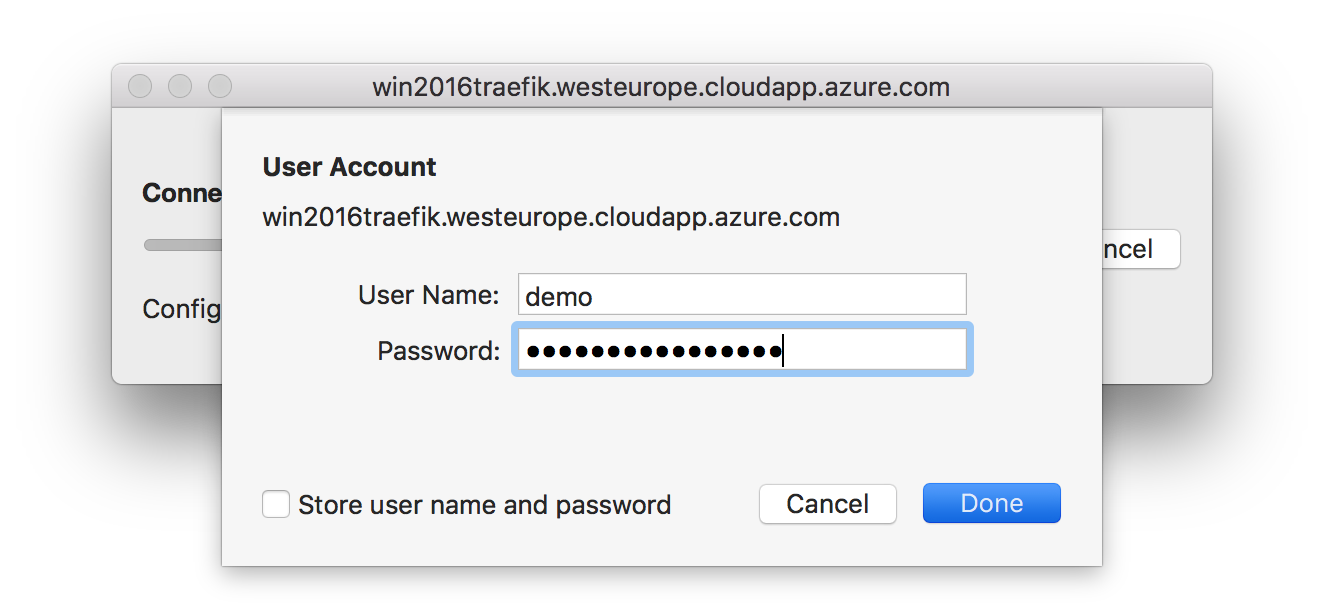 win2016traefik.westeurope.cloudapp.azure.com
User Account
win2016traefik.westeurope.cloudapp.azure.com
User Name: demo
Password: ••••••••••••••••
Store user name and password
Cancel
Done
Conne
ncel
Config